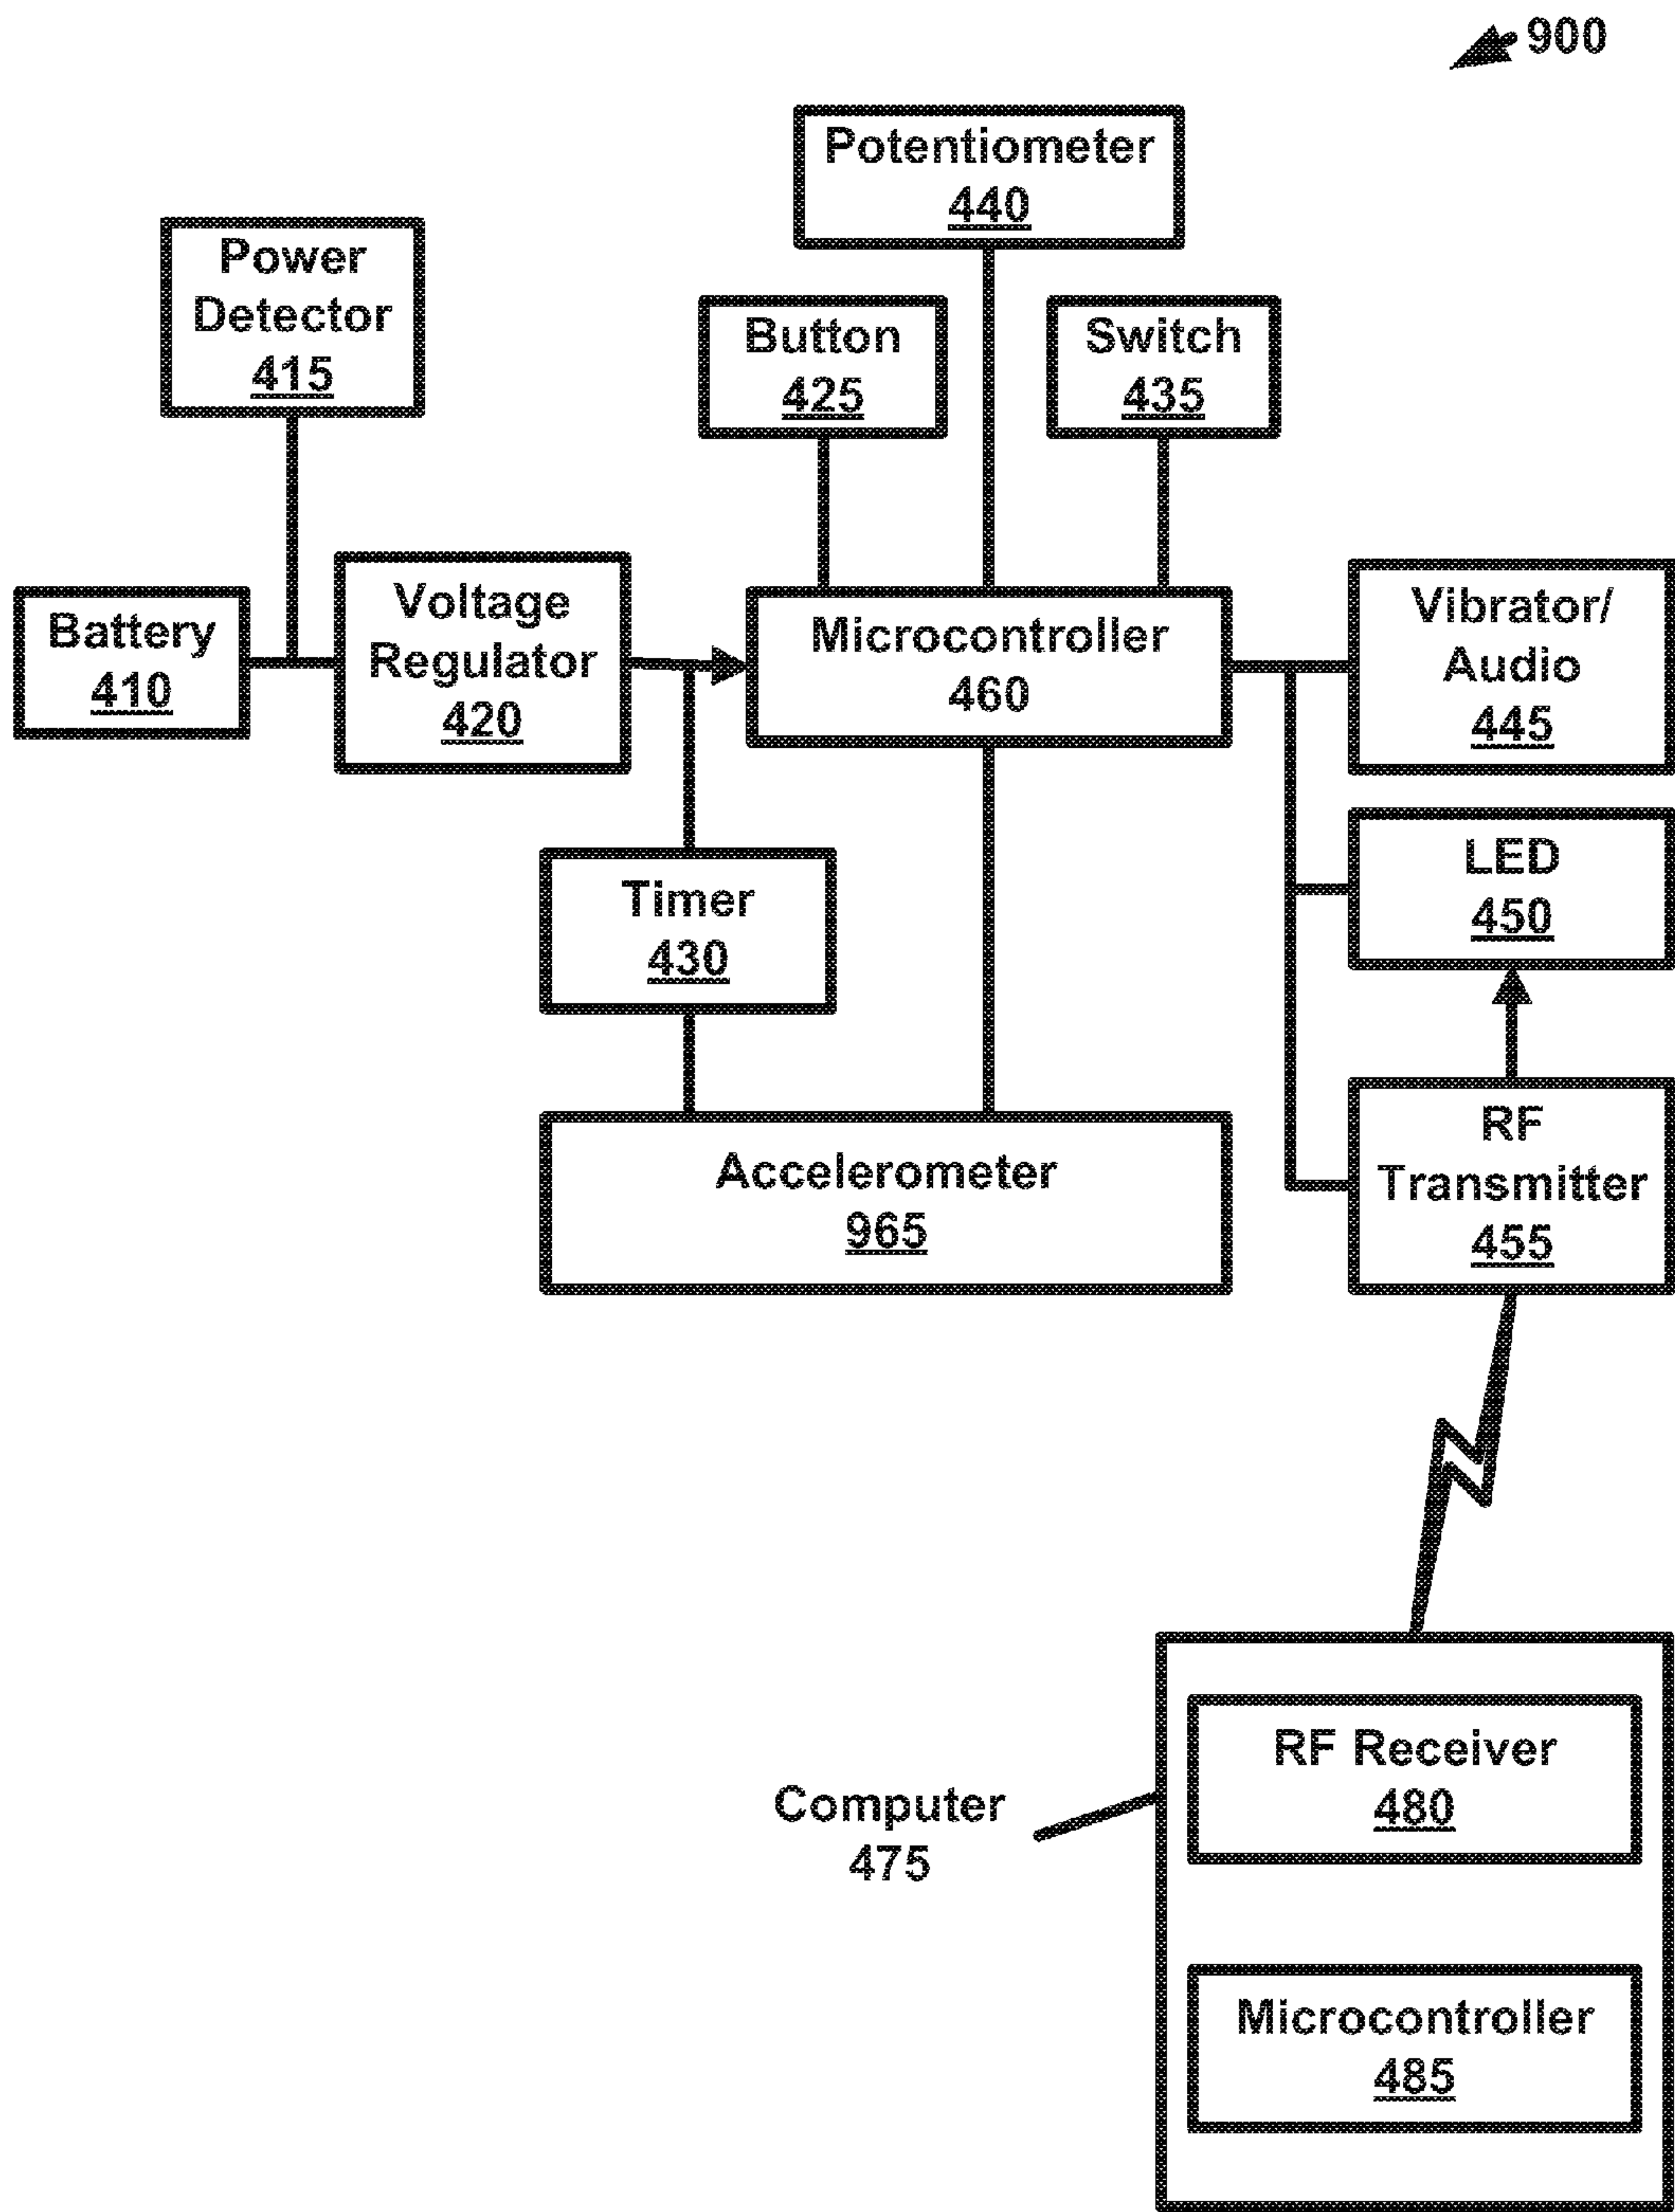 900
Potentiometer
440
Power
Detector
415
Button
425
Switch
435
Battery
410
Voltage
Regulator
420
Microcontroller
460
Vibrator/
Audio
445
LED
450
Timer
430
RF
Transmitter
455
Accelerometer
965
Computer
475
RF Receiver
480
Microcontroller
485